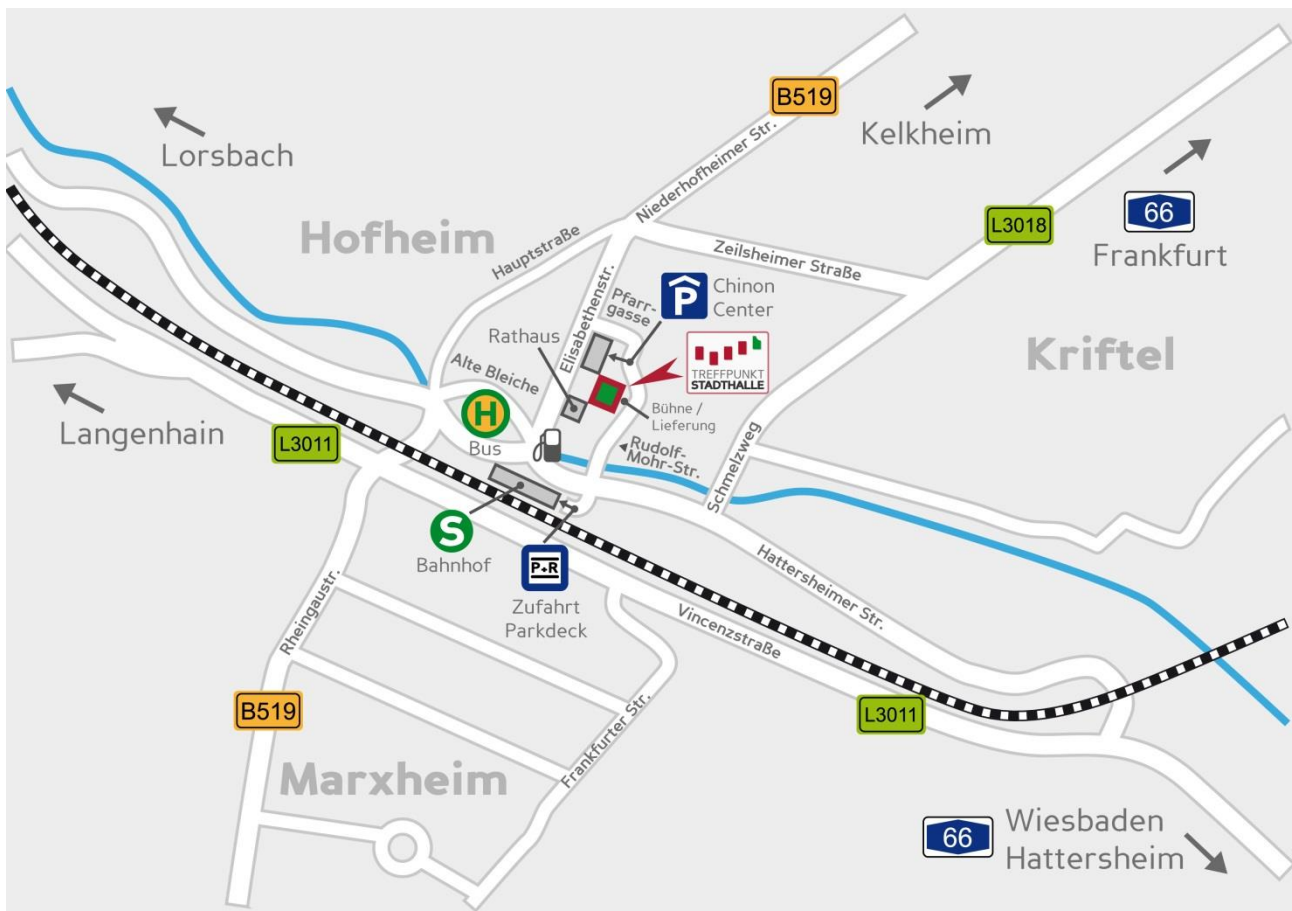 B519
Kelkheim
Lorsbach
Niederhofheimer Str.
66
Frankfurt
L3018
Hofheim
Hauptstraße
Zeilsheimer Straße
Elisabethenstr.
Pfarr-
gasse
P
Chinon
Center
Rathaus
TREFFPUNKT
STADTHALLE
Kriftel
Alte Bleiche
H
Bus
Bühne /
Lieferung
Langenhain
L3011
Rudolf-
Mohr-Str.
Schmelzweg
S
Bahnhof
P+R
Zufahrt
Parkdeck
Hattersheimer Str.
Rheingaustr.
Vincenzstraße
B519
Frankfurter Str.
L3011
Marxheim
66
Wiesbaden
Hattersheim